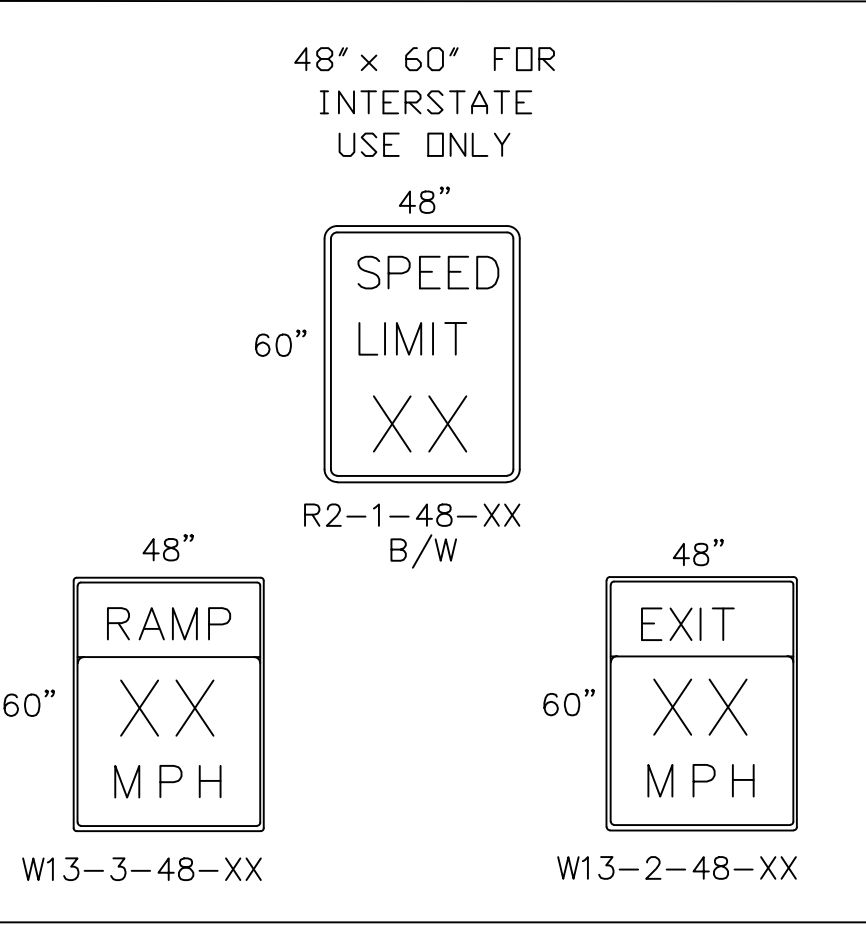 48" x 60" FOR
INTERSTATE
USE ONLY
48"
SPEED
LIMIT
XX
60"
R2-1-48-XX
B/W
48"
RAMP
XX
MPH
60"
W13-3-48-XX
48"
EXIT
XX
MPH
60"
W13-2-48-XX